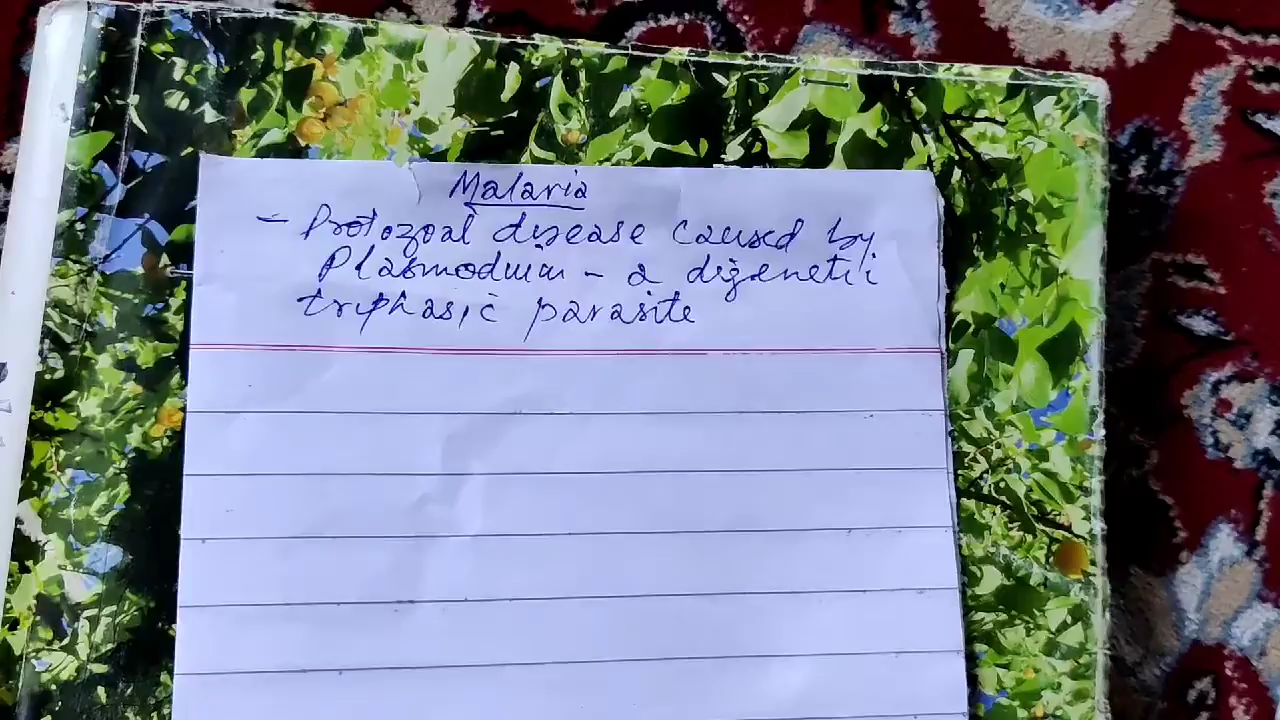 Malaria
- Protozoal disease caused by
Plasmodium - a digenetic
triphasic parasite